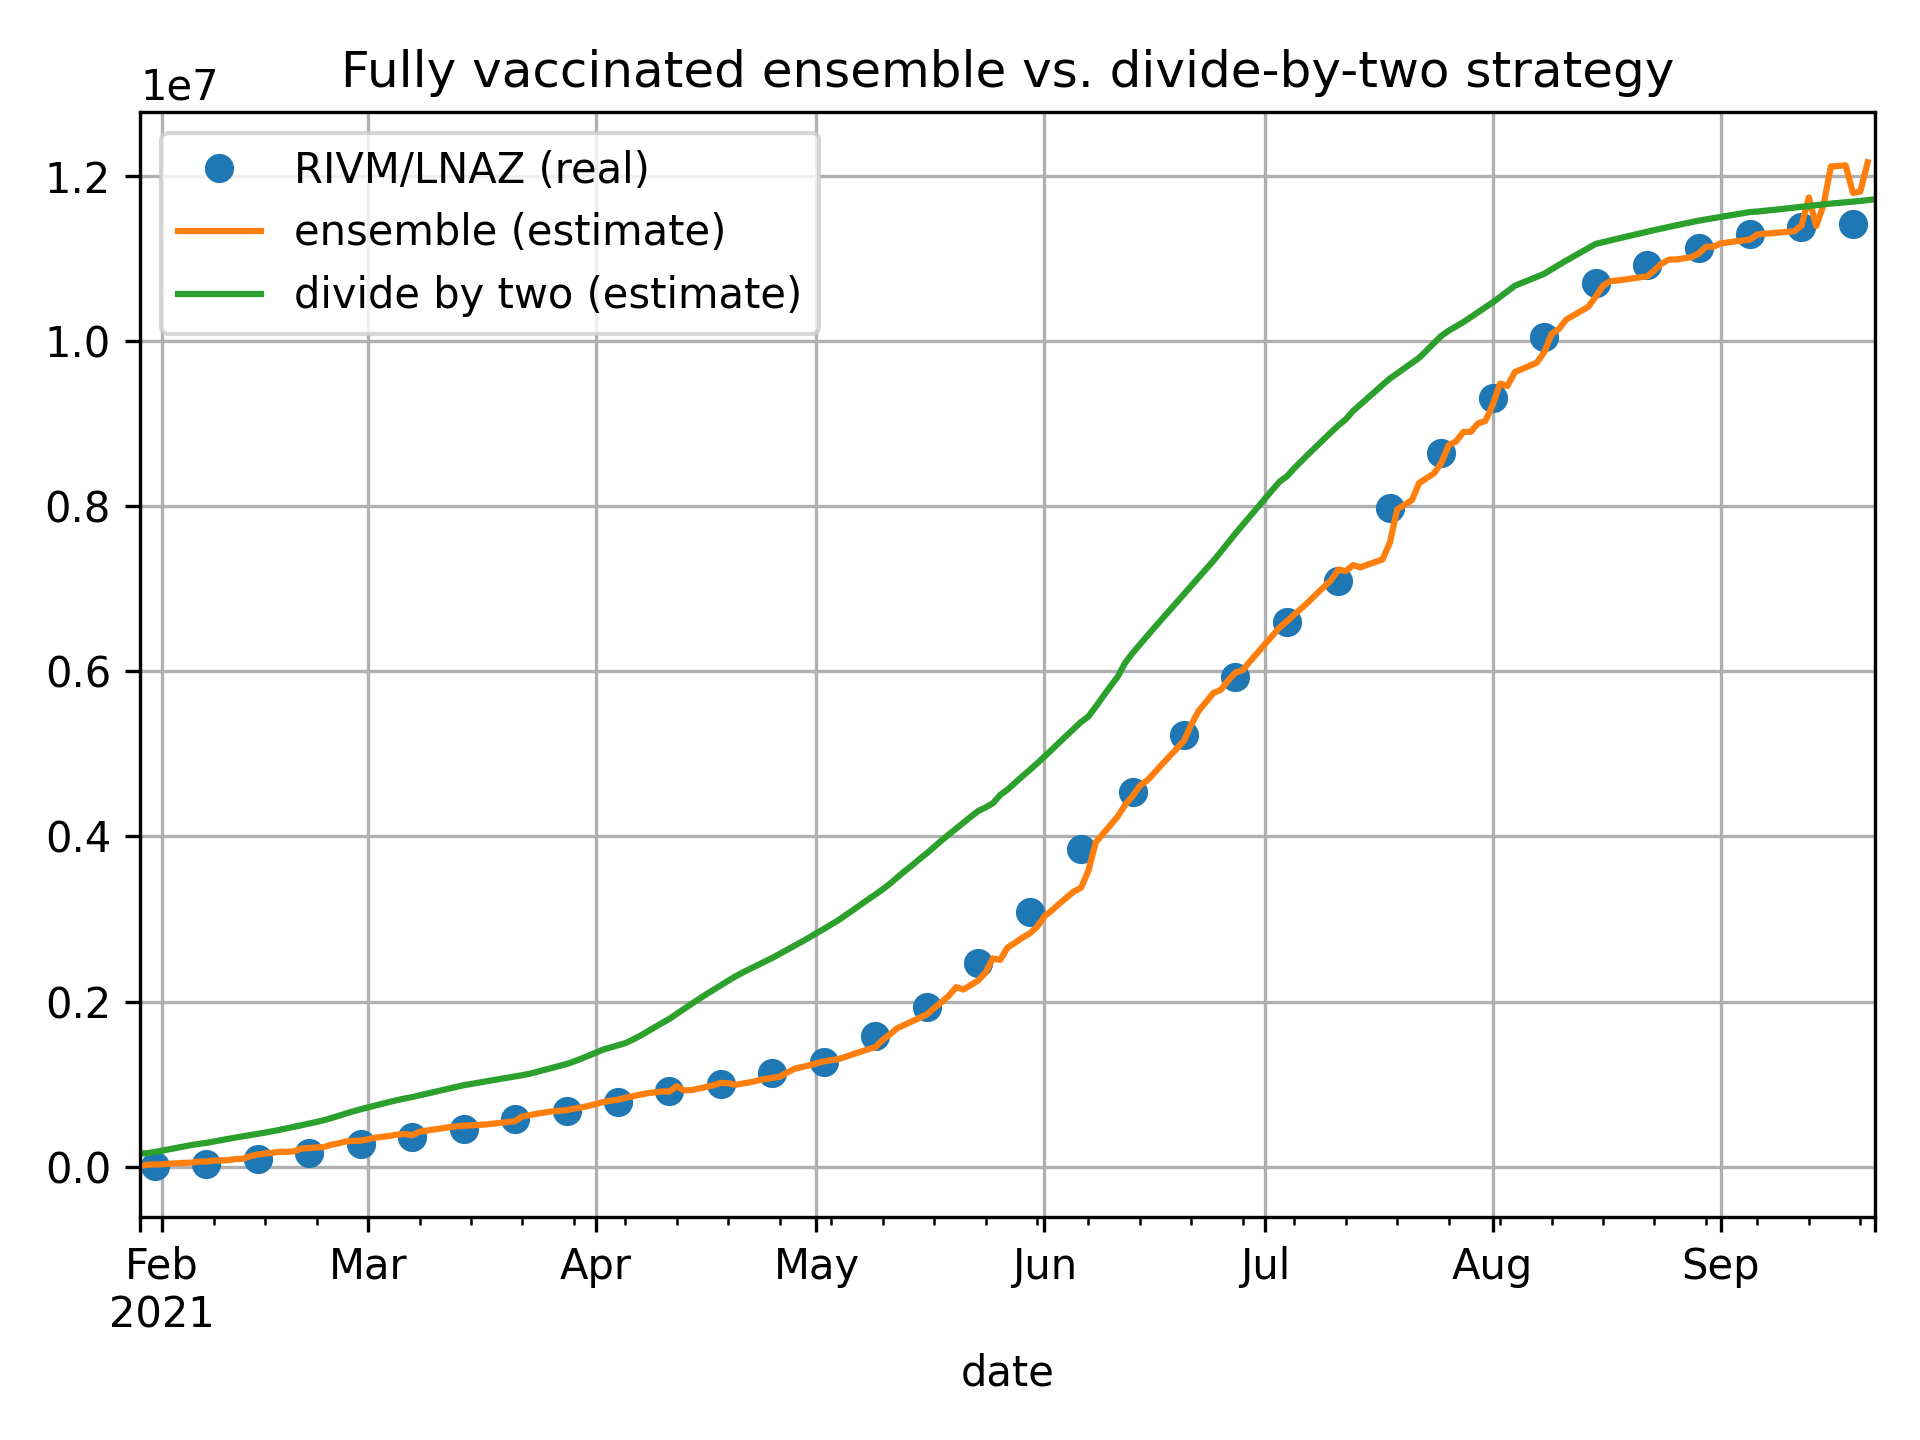 Fully vaccinated ensemble vs. divide-by-two strategy
1e7
RIVM/LNAZ (real)
ensemble (estimate)
divide by two (estimate)
1.2
1.0
0.8
0.6
0.4
0.2
0.0
Feb Mar Apr May Jun Jul Aug Sep
2021
date